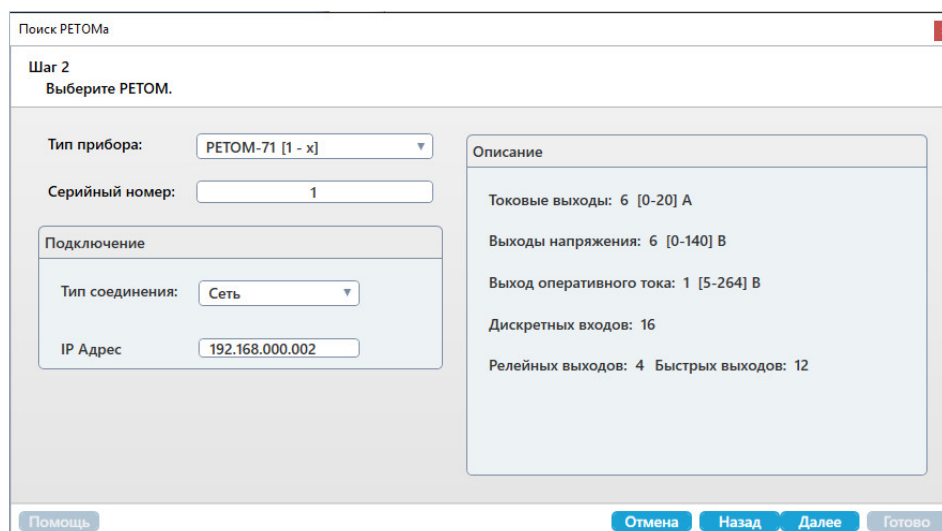 Поиск РЕТОМа
Шаг 2
Выберите РЕТОМ.
Тип прибора:
РЕТОМ-71 [1 - x]
Серийный номер:
1
Подключение
Тип соединения:
Сеть
IP Адрес
192.168.000.002
Описание
Токовые выходы: 6 [0-20] А
Выходы напряжения: 6 [0-140] В
Выход оперативного тока: 1 [5-264] В
Дискретных входов: 16
Релейных выходов: 4 Быстрых выходов: 12
Помощь
Отмена
Назад
Далее
Готово